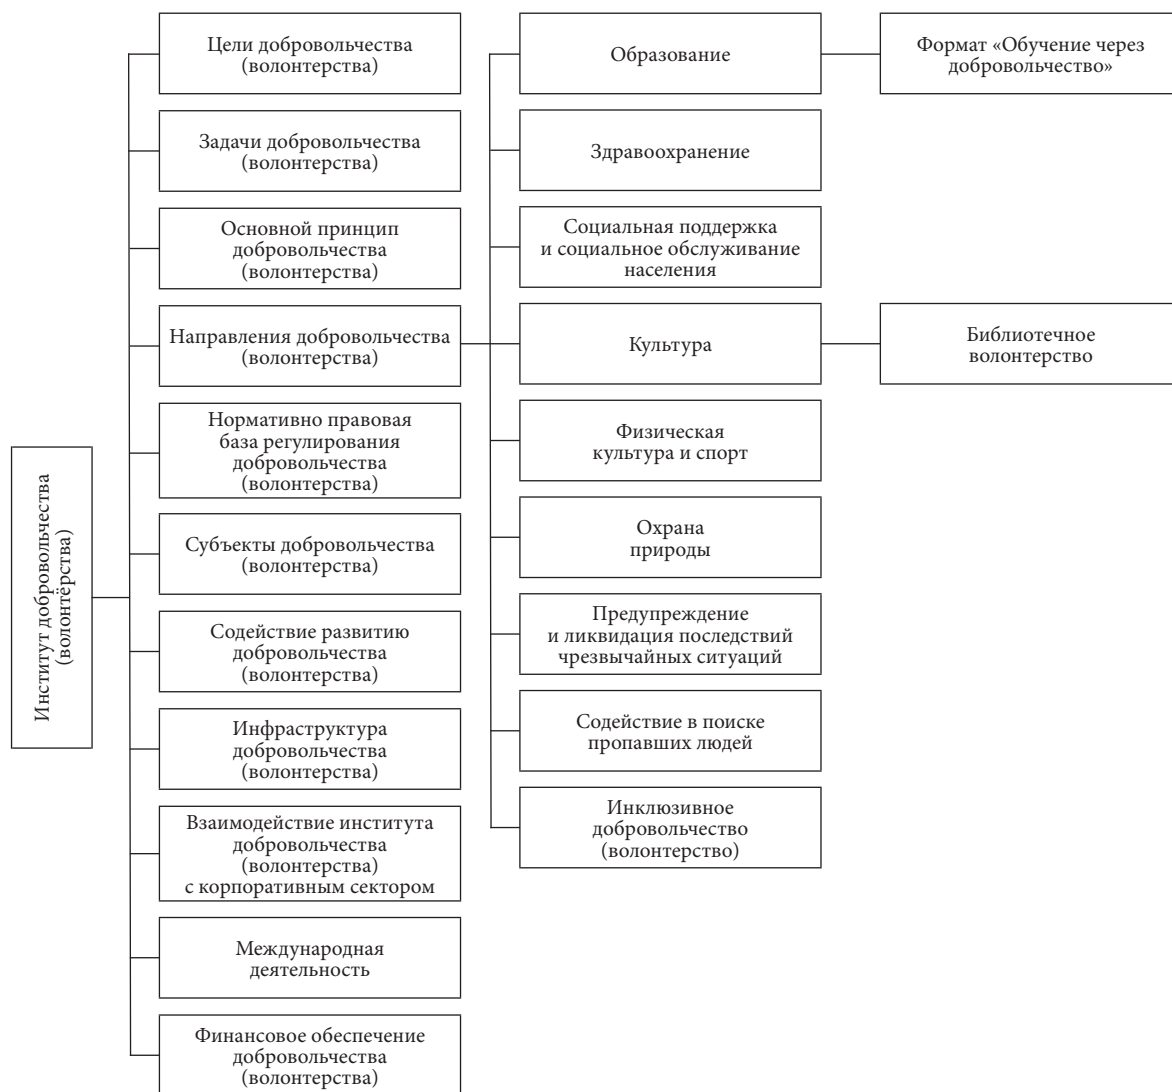 Институт добровольчества
(волонтёрства)
Цели добровольчества
(волонтерства)
Задачи добровольчества
(волонтерства)
Основной принцип
добровольчества
(волонтерства)
Направления добровольчества
(волонтерства)
Нормативно правовая
база регулирования
добровольчества
(волонтерства)
Субъекты добровольчества
(волонтерства)
Содействие развитию
добровольчества
(волонтерства)
Инфраструктура
добровольчества
(волонтерства)
Взаимодействие института
добровольчества
(волонтерства)
с корпоративным сектором
Международная
деятельность
Финансовое обеспечение
добровольчества
(волонтерства)
Образование
Здравоохранение
Социальная поддержка
и социальное обслуживание
населения
Культура
Физическая
культура и спорт
Охрана
природы
Предупреждение
и ликвидация последствий
чрезвычайных ситуаций
Содействие в поиске
пропавших людей
Инклюзивное
добровольчество
(волонтерство)
Формат «Обучение через
добровольчество»
Библиотечное
волонтерство